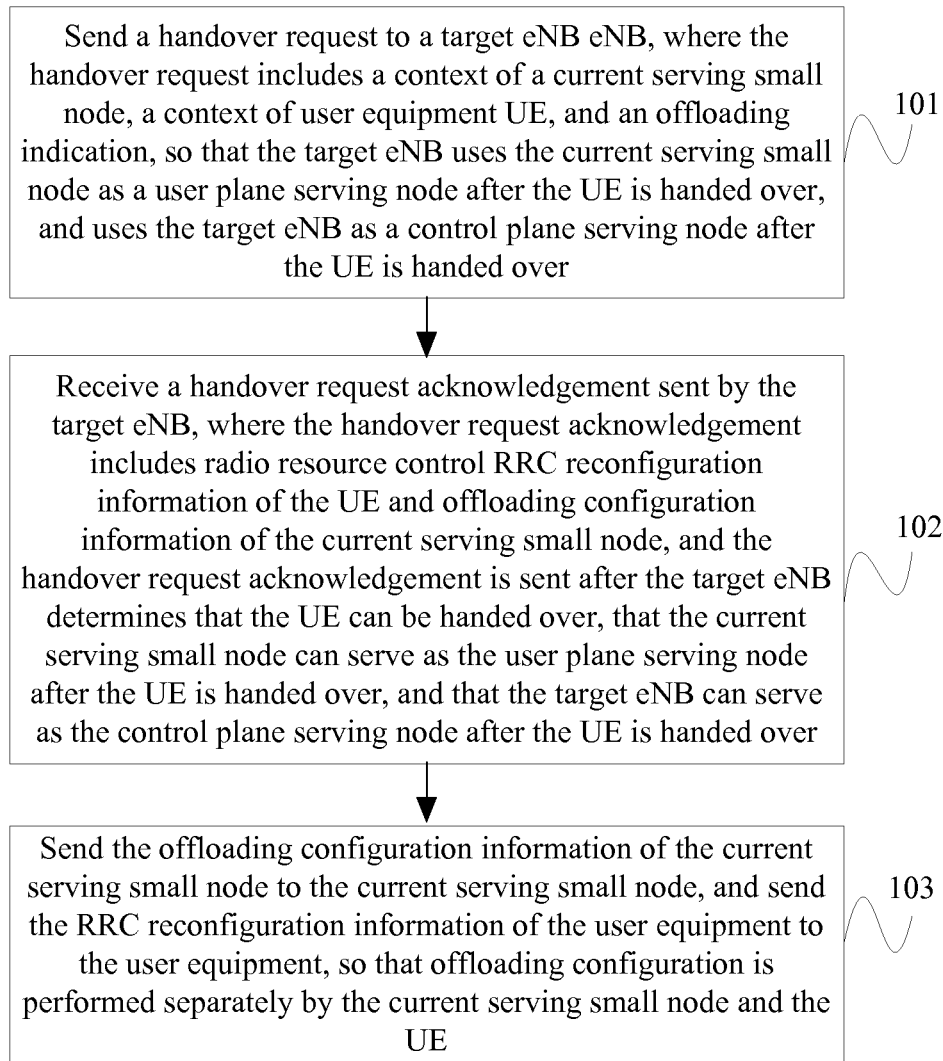 Send a handover request to a target eNB eNB, where the
handover request includes a context of a current serving small
node, a context of user equipment UE, and an offloading
indication, so that the target eNB uses the current serving small
node as a user plane serving node after the UE is handed over,
and uses the target eNB as a control plane serving node after
the UE is handed over
101
Receive a handover request acknowledgement sent by the
target eNB, where the handover request acknowledgement
includes radio resource control RRC reconfiguration
information of the UE and offloading configuration
information of the current serving small node, and the
handover request acknowledgement is sent after the target eNB
determines that the UE can be handed over, that the current
serving small node can serve as the user plane serving node
after the UE is handed over, and that the target eNB can serve
as the control plane serving node after the UE is handed over
102
Send the offloading configuration information of the current
serving small node to the current serving small node, and send
the RRC reconfiguration information of the user equipment to
the user equipment, so that offloading configuration is
performed separately by the current serving small node and the
UE
103